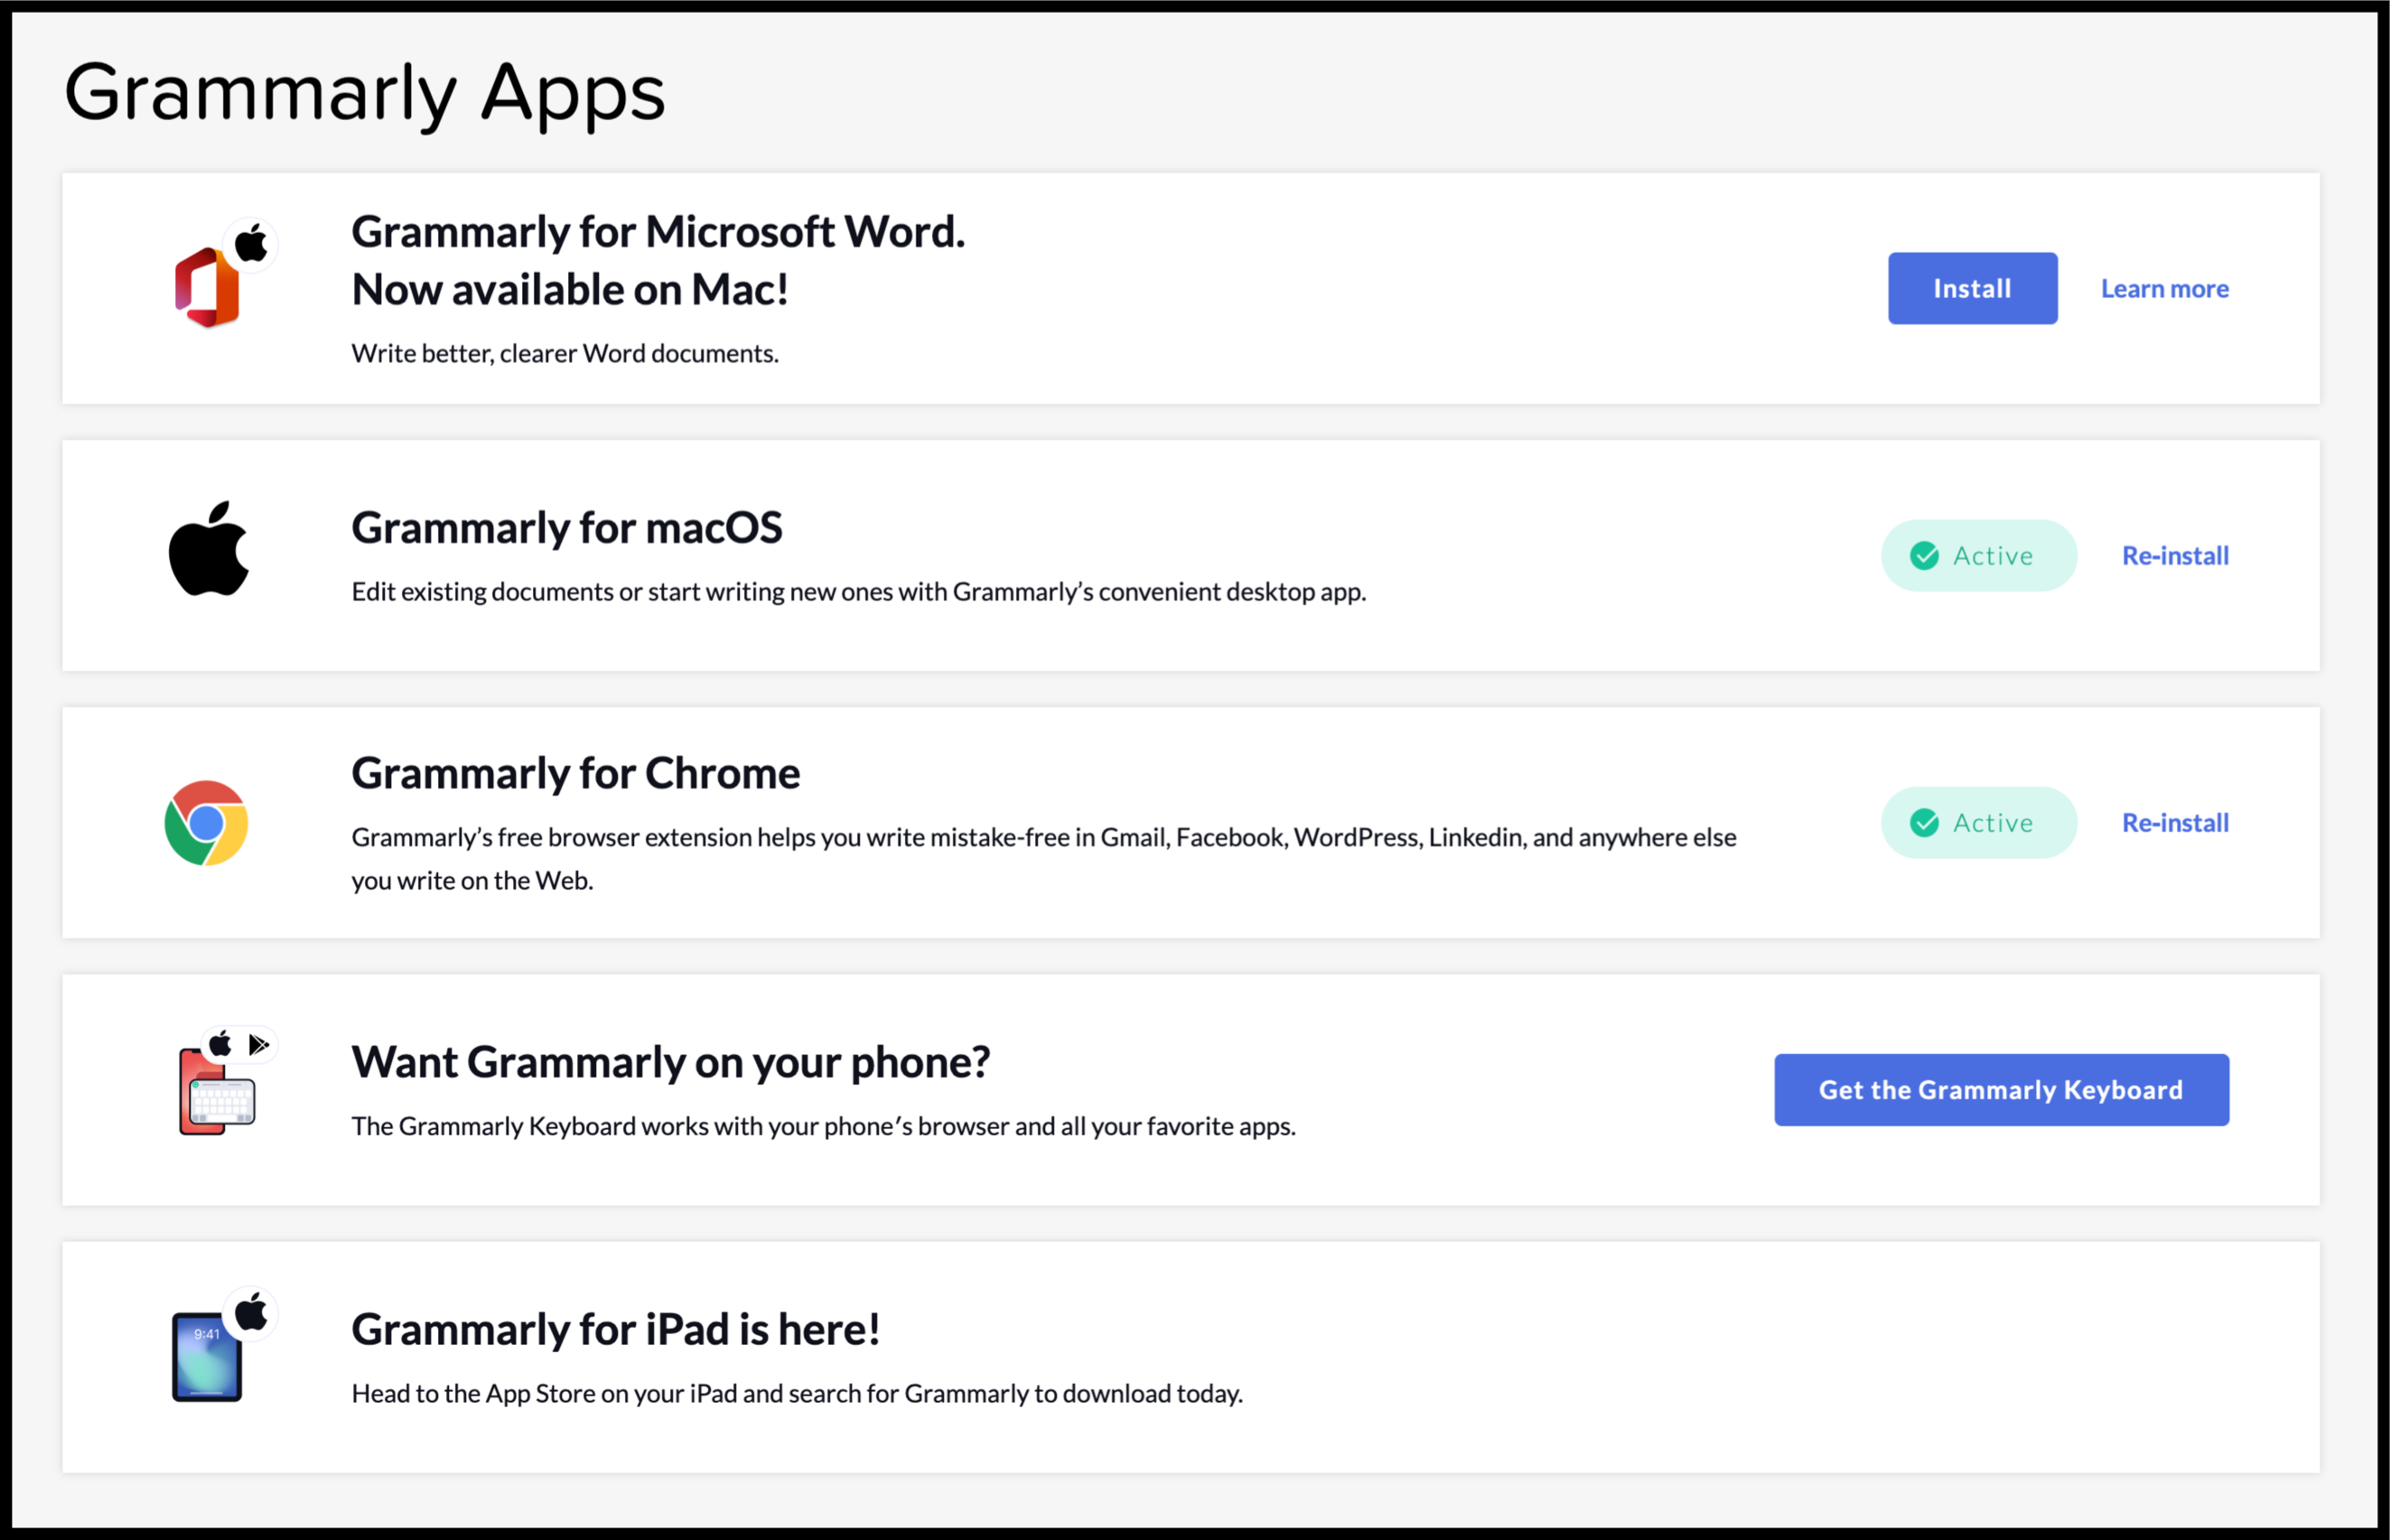 Grammarly Apps
Grammarly for Microsoft Word.
Now available on Mac!
Write better, clearer Word documents.
Install
Learn more
Grammarly for macOS
Edit existing documents or start writing new ones with Grammarly’s convenient desktop app.
Active
Re-install
Grammarly for Chrome
Grammarly’s free browser extension helps you write mistake-free in Gmail, Facebook, WordPress, Linkedin, and anywhere else
you write on the Web.
Active
Re-install
Want Grammarly on your phone?
The Grammarly Keyboard works with your phone′s browser and all your favorite apps.
Get the Grammarly Keyboard
9:41
Grammarly for iPad is here!
Head to the App Store on your iPad and search for Grammarly to download today.